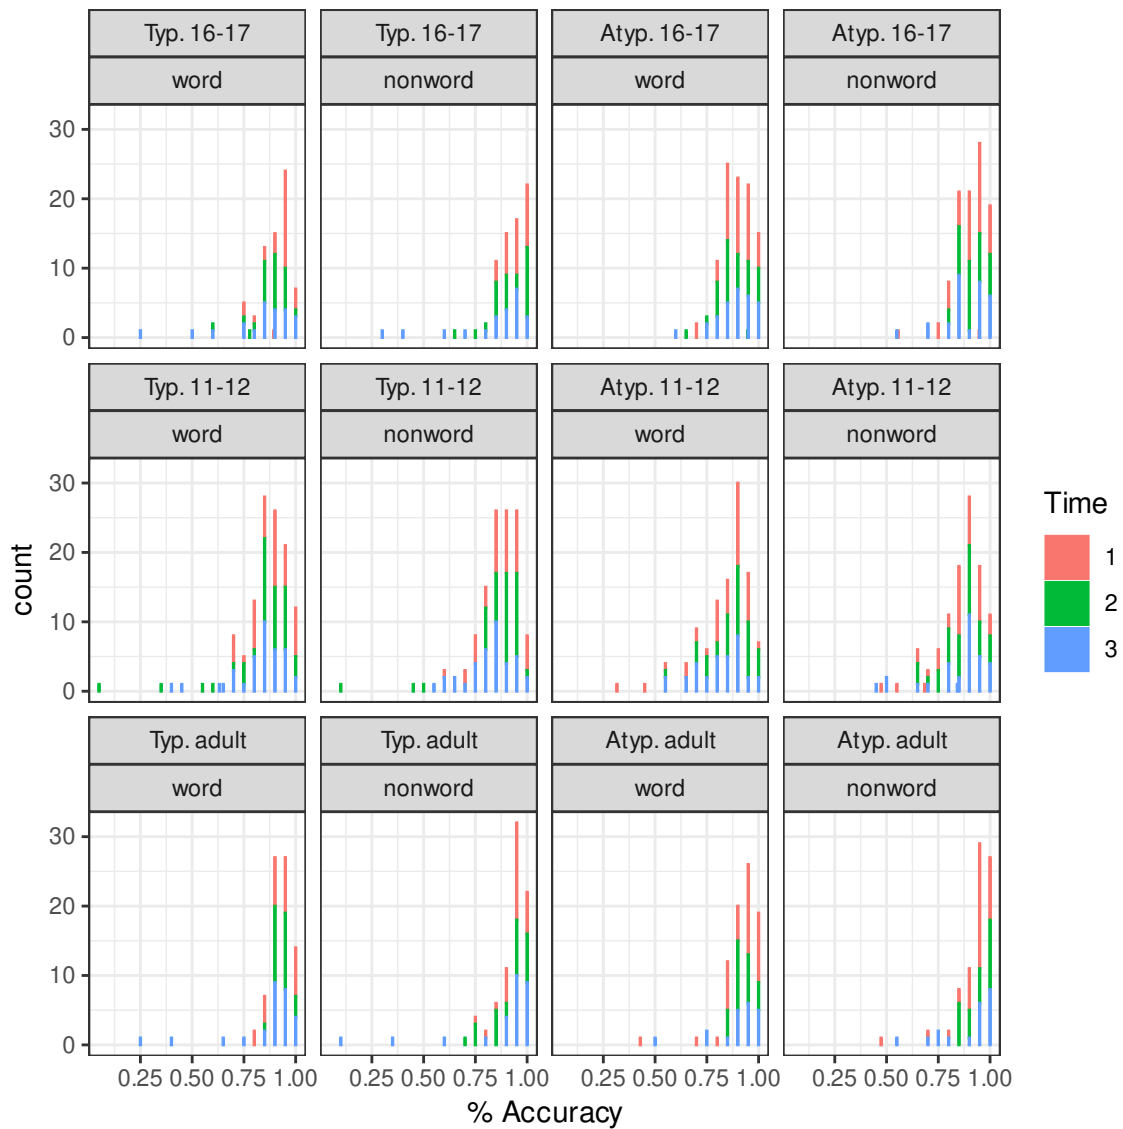 Typ. 16-17 Typ. 16-17 Atyp. 16-17 Atyp. 16-17
word nonword word nonword
30
20
10
0
Typ. 11-12 Typ. 11-12 Atyp. 11-12 Atyp. 11-12
word nonword word nonword
30
20
10
0
Typ. adult Typ. adult Atyp. adult Atyp. adult
word nonword word nonword
30
20
10
0
0.25 0.50 0.75 1.00 0.25 0.50 0.75 1.00 0.25 0.50 0.75 1.00 0.25 0.50 0.75 1.00
% Accuracy
count
Time
1
2
3